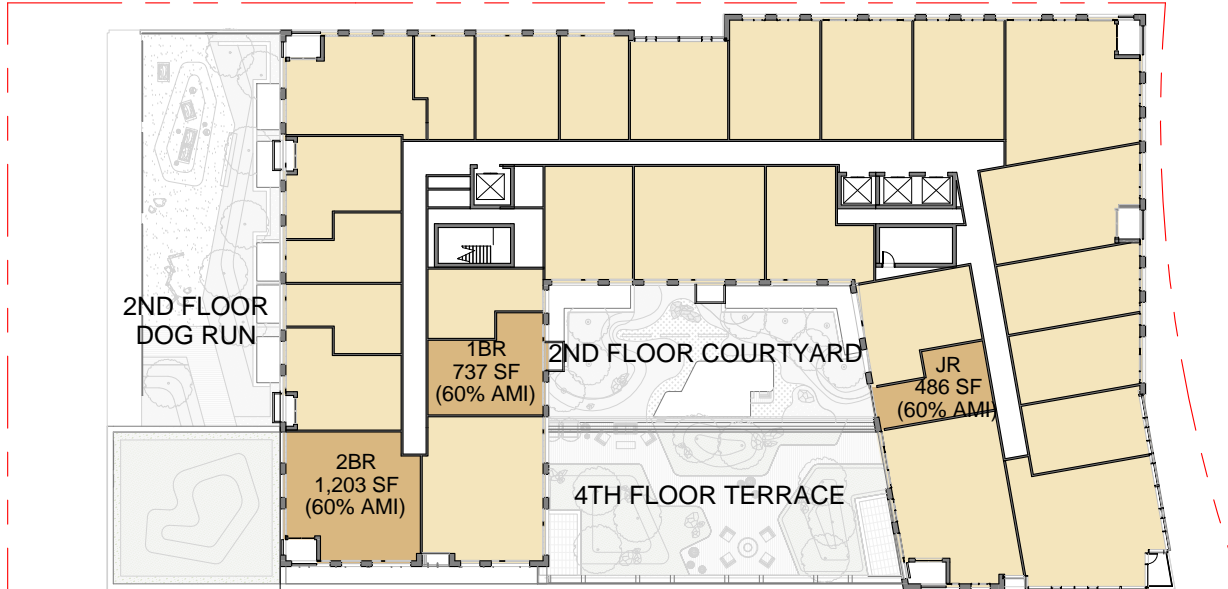 2ND FLOOR
DOG RUN
1BR
737 SF
(60% AMI)
2ND FLOOR COURTYARD
JR
486 SF
(60% AMI)
2BR
1,203 SF
(60% AMI)
4TH FLOOR TERRACE